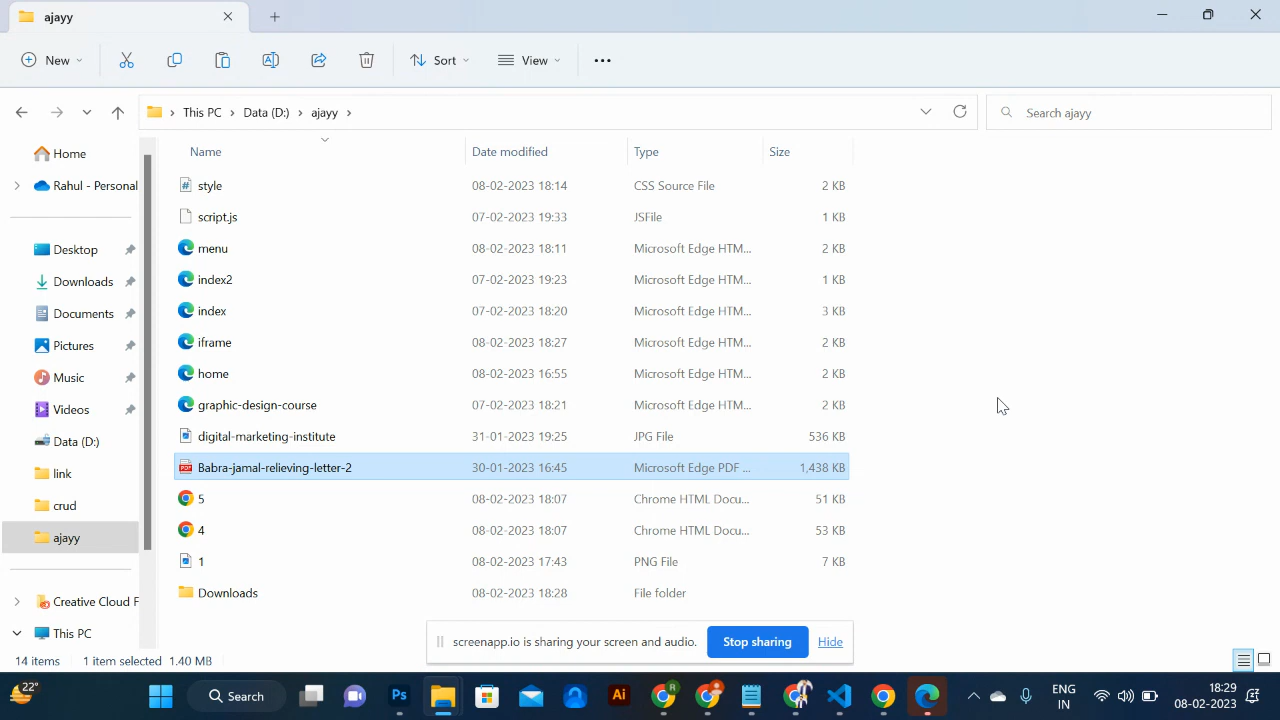 ajayy
New
Sort
View
This PC > Data (D:) > ajayy >
Search ajayy
Name Date modified Type Size
Home
Rahul - Personal
Desktop
Downloads
Documents
Pictures
Music
Videos
Data (D:)
link
crud
ajayy
Creative Cloud F
This PC
style 08-02-2023 18:14 CSS Source File 2 KB
script.js 07-02-2023 19:33 JSFile 1 KB
menu 08-02-2023 18:11 Microsoft Edge HTM... 2 KB
index2 07-02-2023 19:23 Microsoft Edge HTM... 1 KB
index 07-02-2023 18:20 Microsoft Edge HTM... 3 KB
iframe 08-02-2023 18:27 Microsoft Edge HTM... 2 KB
home 08-02-2023 16:55 Microsoft Edge HTM... 2 KB
graphic-design-course 07-02-2023 18:21 Microsoft Edge HTM... 2 KB
digital-marketing-institute 31-01-2023 19:25 JPG File 536 KB
Babra-jamal-relieving-letter-2 30-01-2023 16:45 Microsoft Edge PDF ... 1,438 KB
5 08-02-2023 18:07 Chrome HTML Docu... 51 KB
4 08-02-2023 18:07 Chrome HTML Docu... 53 KB
1 08-02-2023 17:43 PNG File 7 KB
Downloads 08-02-2023 18:28 File folder
screenapp.io is sharing your screen and audio. Stop sharing Hide
14 items 1 item selected 1.40 MB
22°
Search
Ps
Ai
R
ENG
IN
18:29
08-02-2023